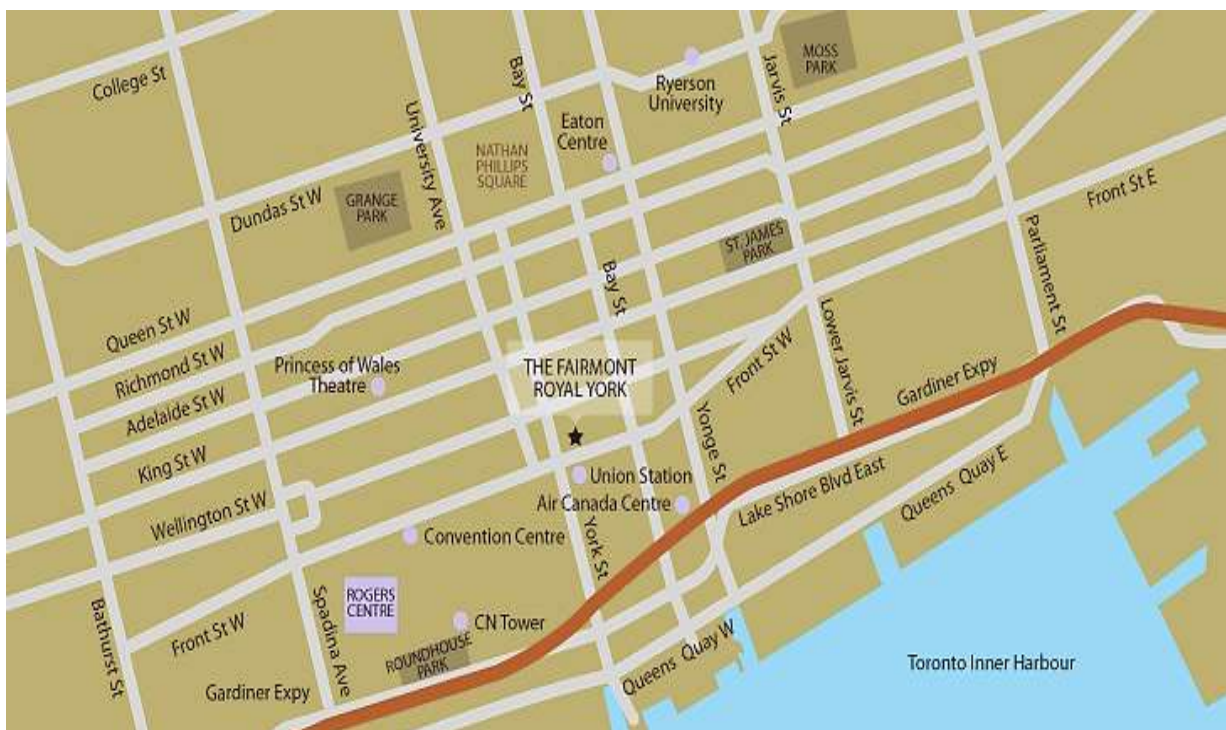 College St
Bay St
MOSS
PARK
Ryerson
University
Jarvis St
University Ave
Eaton
Centre
NATHAN
PHILLIPS
SQUARE
GRANGE
PARK
Dundas St W
Front St E
ST. JAMES
PARK
Parliament St
Bay St
Queen St W
Richmond St W
Adelaide St W
King St W
Wellington St W
Princess of Wales
Theatre
THE FAIRMONT
ROYAL YORK
Front St W
Lower Jarvis St
Gardiner Expy
Yonge St
Union Station
Air Canada Centre
Lake Shore Blvd East
Queens Quay E
Convention Centre
York St
ROGERS
CENTRE
CN Tower
ROUNDHOUSE
PARK
Front St W
Bathurst St
Spadina Ave
Gardiner Expy
Queens Quay W
Toronto Inner Harbour